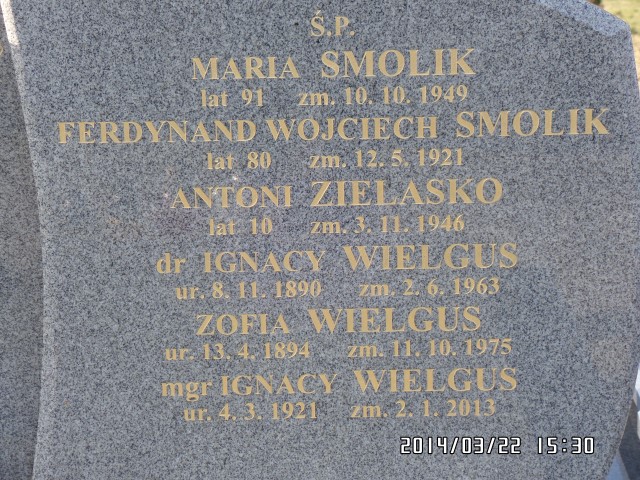 Ś.P.
MARIA SMOLIK
lat 91 zm. 10. 10. 1949
FERDYNAND WOJCIECH SMOLIK
lat 80 zm. 12. 5. 1921
ANTONI ZIELASKO
lat 10 zm. 3. 11. 1946
dr IGNACY WIELGUS
ur. 8. 11. 1890 zm. 2. 6. 1963
ZOFIA WIELGUS
ur. 13. 4. 1894 zm. 11. 10. 1975
mgr IGNACY WIELGUS
ur. 4. 3. 1921 zm. 2. 1. 2013
2014/03/22 15:30